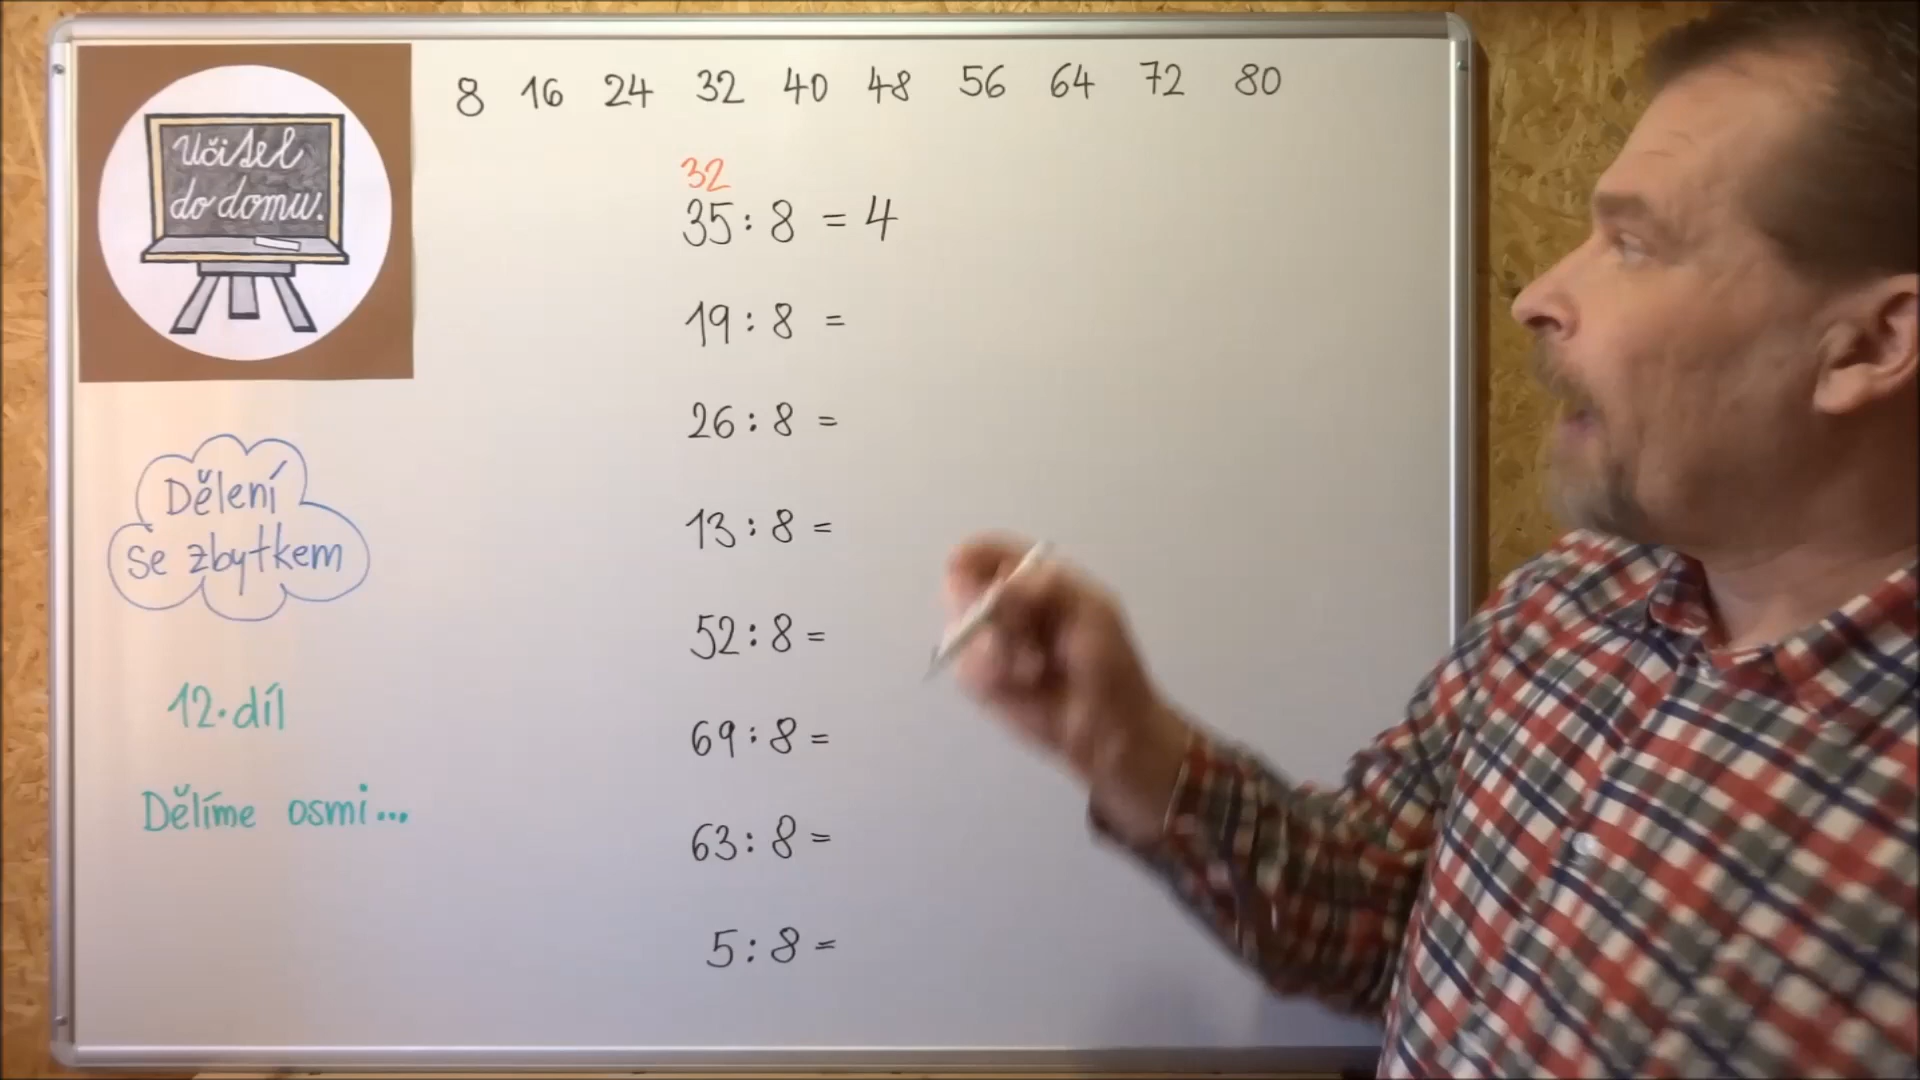 Učitel
do domu.
8 16 24 32 40 48 56 64 72 80
32
35 : 8 = 4
19 : 8 =
26 : 8 =
13 : 8 =
52 : 8 =
69 : 8 =
63 : 8 =
5 : 8 =
Dělení
se zbytkem
12. díl
Dělíme osmi...